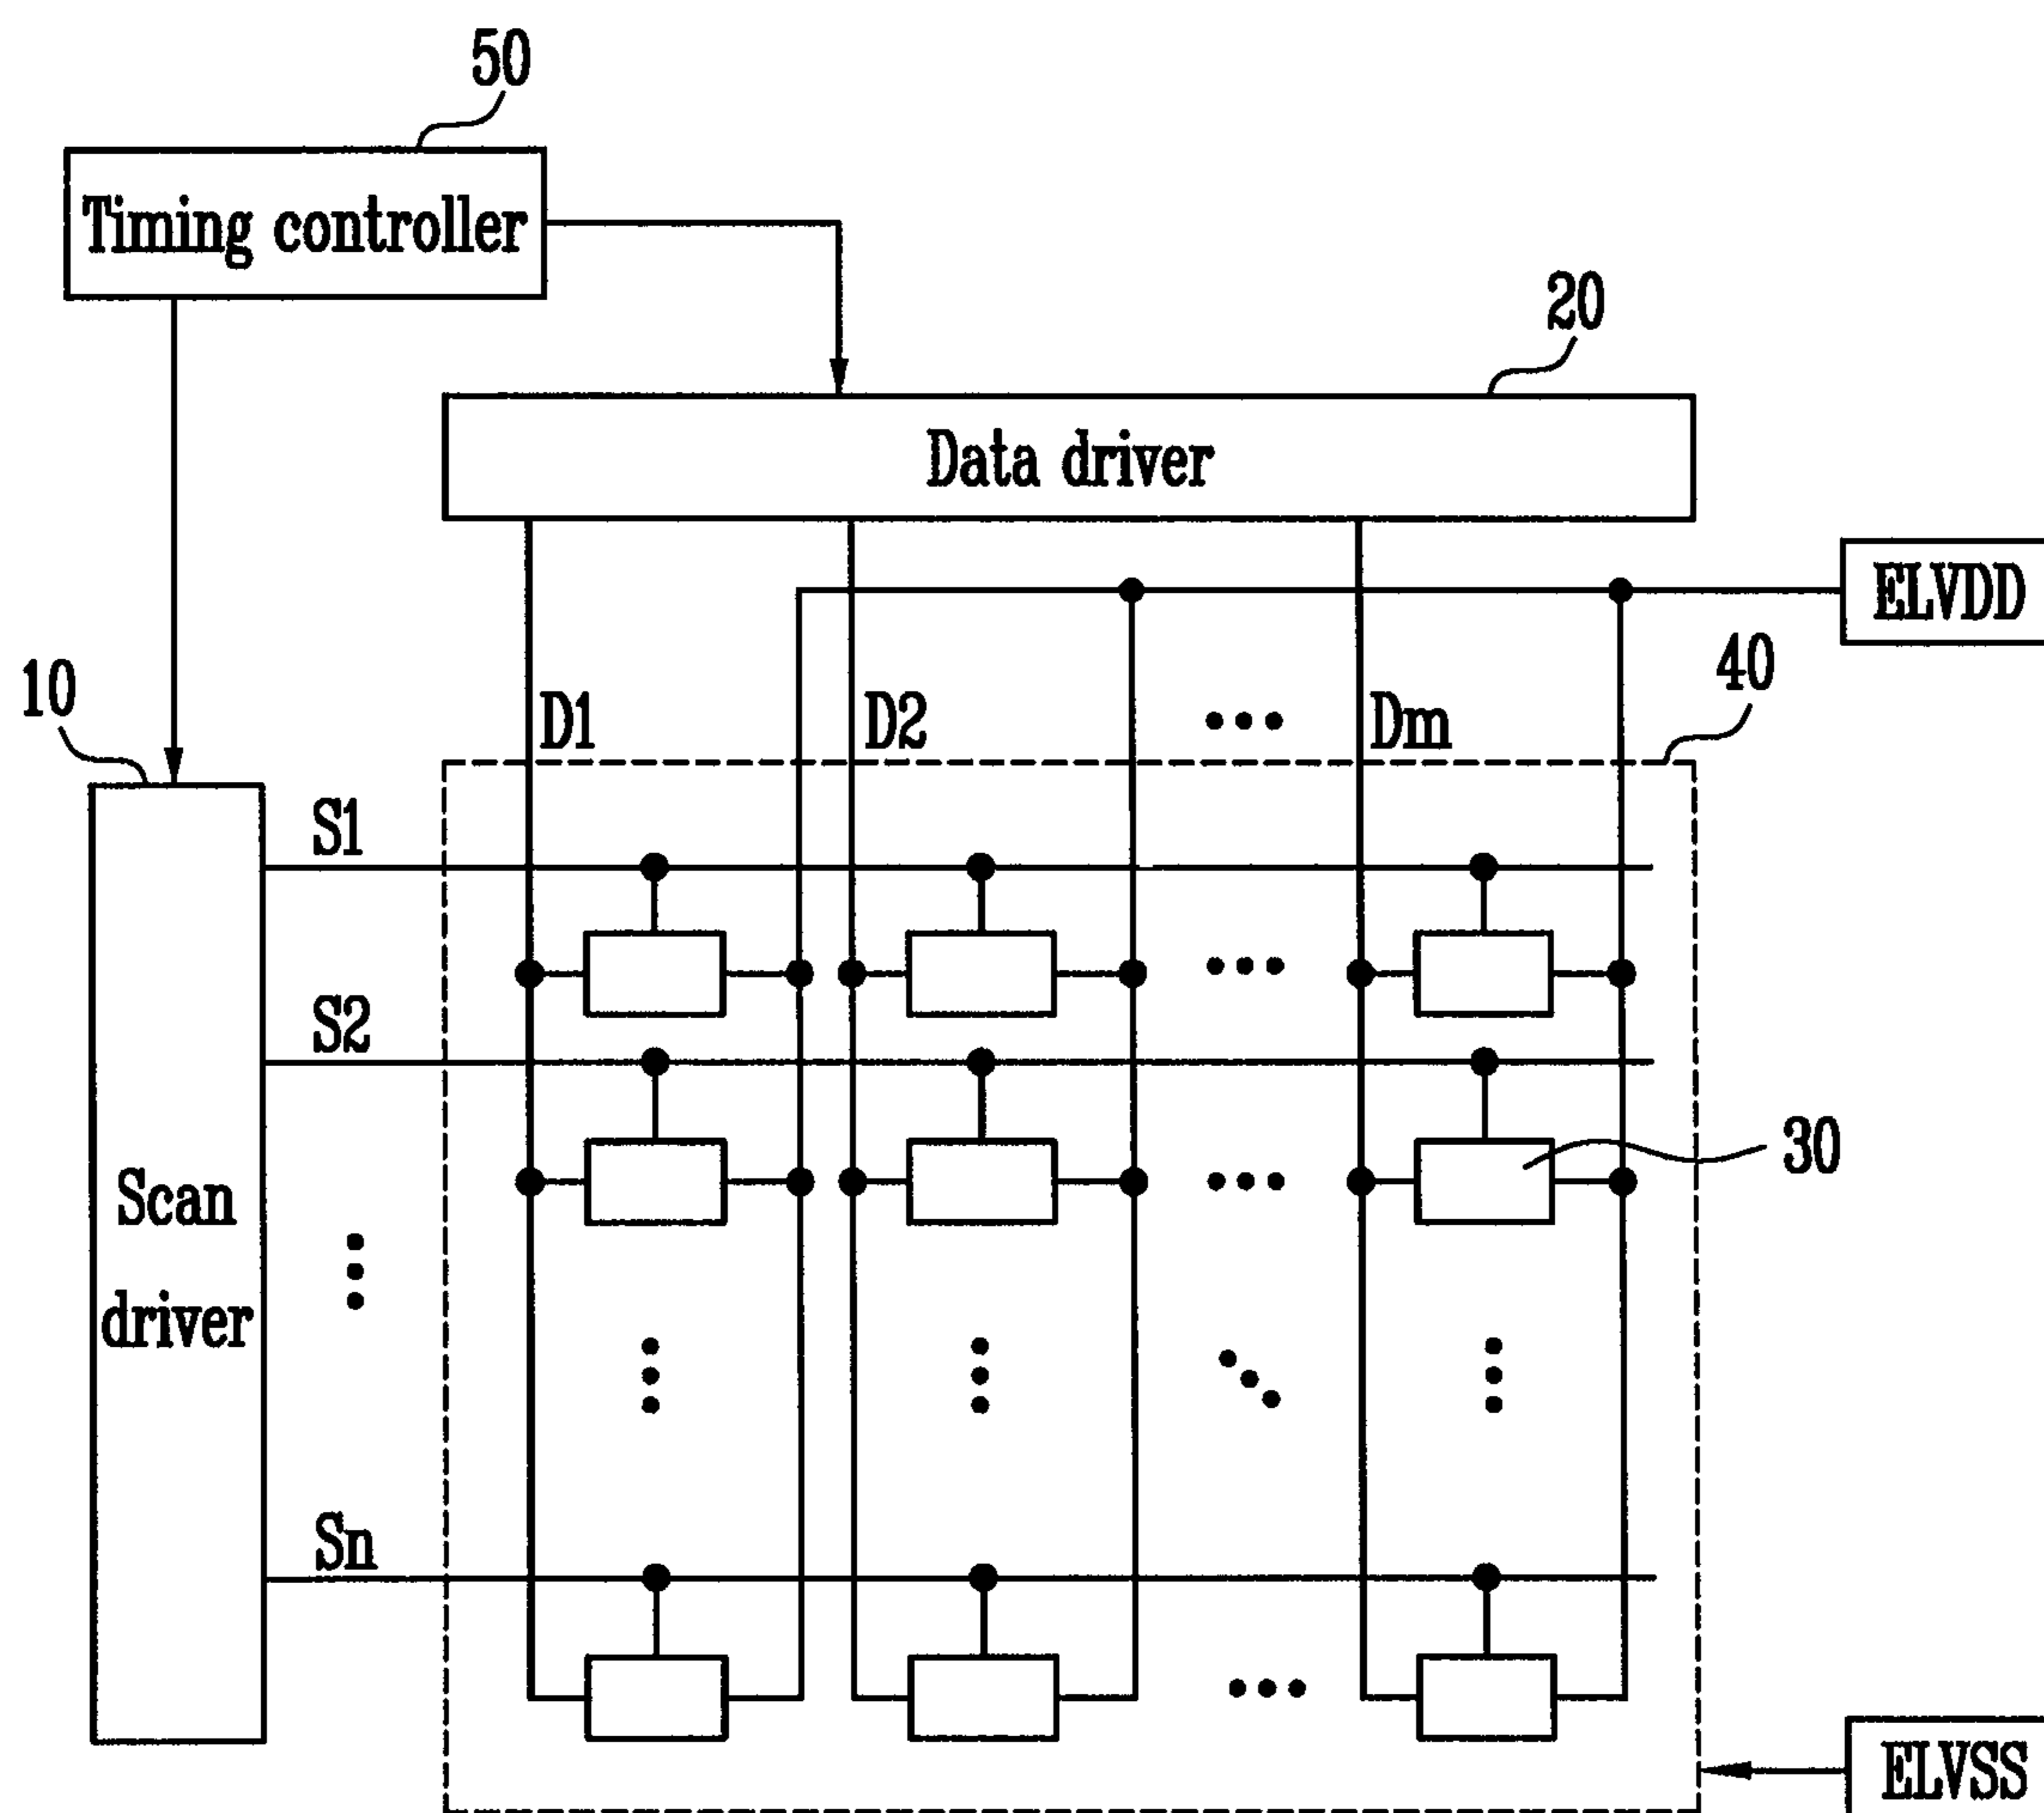 50
Timing controller
20
Data driver
ELVDD
40
10
D1
D2
Dm
S1
S2
30
Scan
driver
Sn
ELVSS